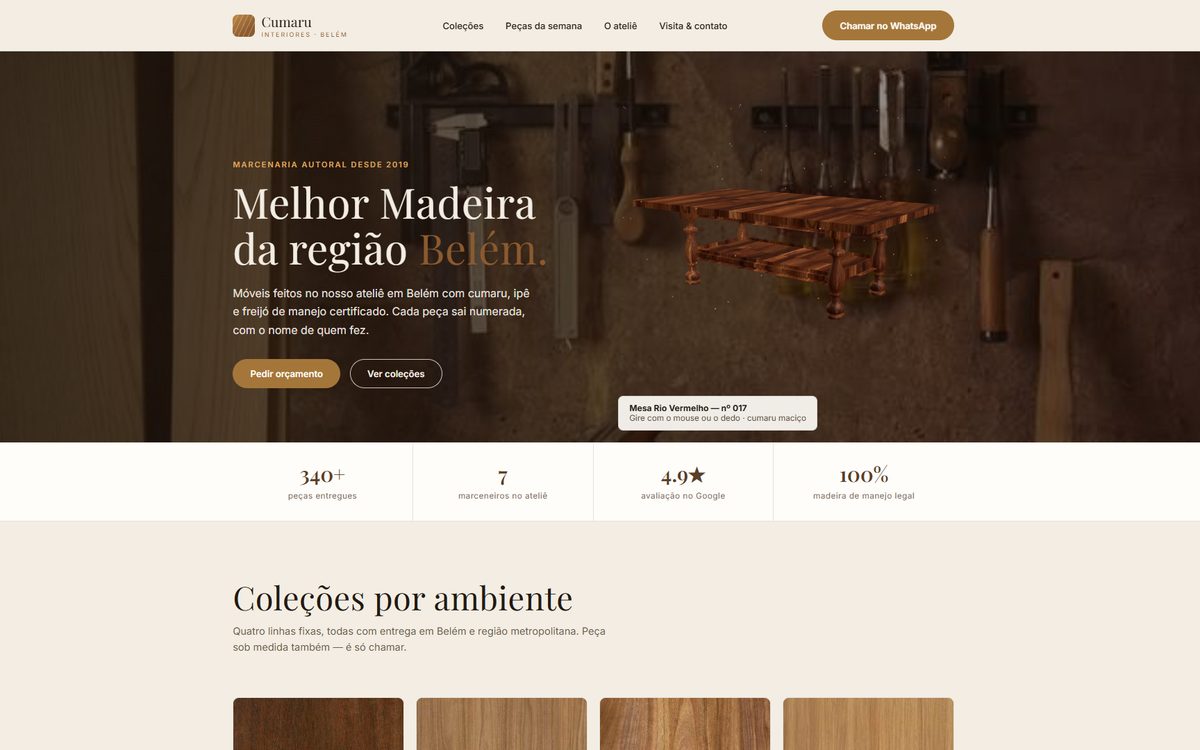 Cumaru
INTERIORES · BELÉM
Coleções
Peças da semana
O ateliê
Visita & contato
Chamar no WhatsApp
MARCENARIA AUTORAL DESDE 2019
Melhor Madeira
da região Belém.
Móveis feitos no nosso ateliê em Belém com cumaru, ipê
e freijó de manejo certificado. Cada peça sai numerada,
com o nome de quem fez.
Pedir orçamento
Ver coleções
Mesa Rio Vermelho — nº 017
Gire com o mouse ou o dedo · cumaru maciço
340+
peças entregues
7
marceneiros no ateliê
4.9★
avaliação no Google
100%
madeira de manejo legal
Coleções por ambiente
Quatro linhas fixas, todas com entrega em Belém e região metropolitana. Peça
sob medida também — é só chamar.